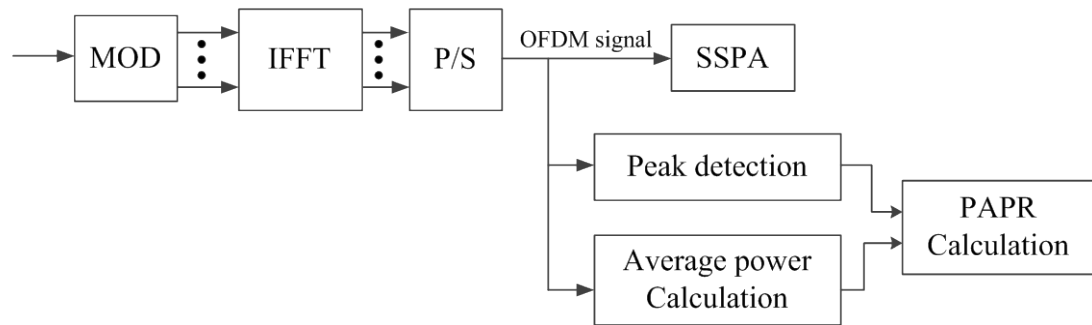 MOD
IFFT
P/S
OFDM signal
SSPA
Peak detection
Average power
Calculation
PAPR
Calculation